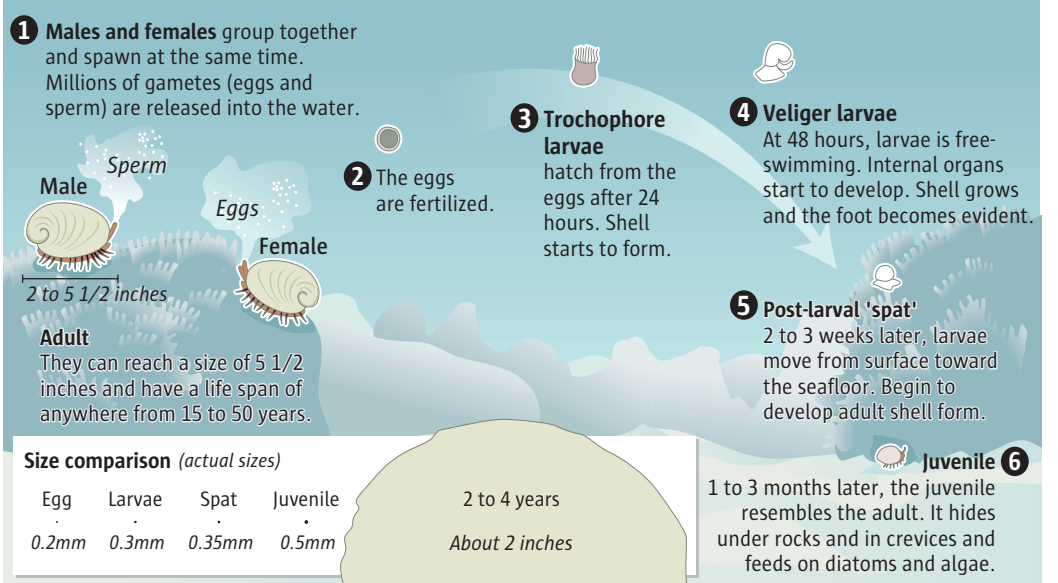 1 Males and females group together
and spawn at the same time.
Millions of gametes (eggs and
sperm) are released into the water.
Sperm
Male
Eggs
Female
2 to 5 1/2 inches
Adult
They can reach a size of 5 1/2
inches and have a life span of
anywhere from 15 to 50 years.
2 The eggs
are fertilized.
3 Trochophore
larvae
hatch from the
eggs after 24
hours. Shell
starts to form.
4 Veliger larvae
At 48 hours, larvae is free-
swimming. Internal organs
start to develop. Shell grows
and the foot becomes evident.
5 Post-larval 'spat'
2 to 3 weeks later, larvae
move from surface toward
the seafloor. Begin to
develop adult shell form.
Juvenile 6
1 to 3 months later, the juvenile
resembles the adult. It hides
under rocks and in crevices and
feeds on diatoms and algae.
Size comparison (actual sizes)
Egg Larvae Spat Juvenile 2 to 4 years
0.2mm 0.3mm 0.35mm 0.5mm About 2 inches